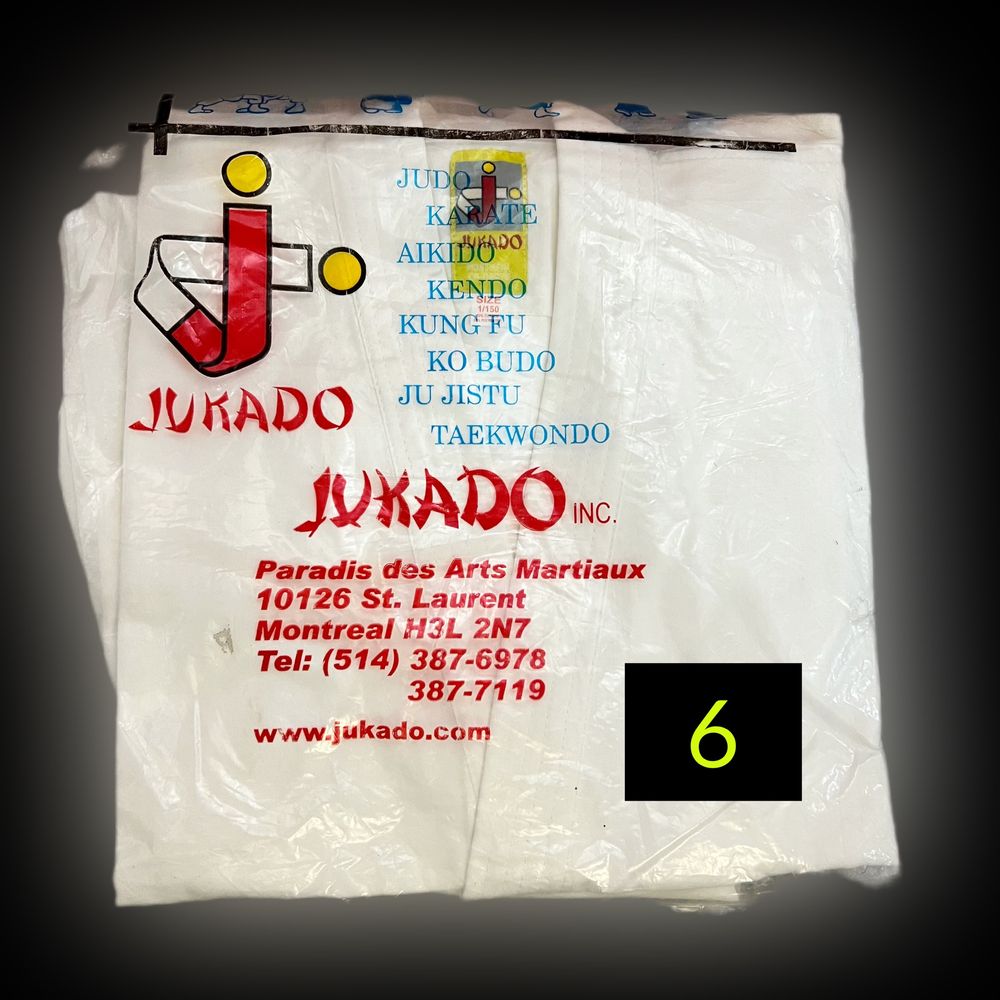 JUDO
KARATE
AIKIDO
KENDO
KUNG FU
KO BUDO
JU JISTU
TAEKWONDO
JUKADO
SIZE
1/150
JUKADO
JUKADO INC.
Paradis des Arts Martiaux
10126 St. Laurent
Montreal H3L 2N7
Tel: (514) 387-6978
387-7119
www.jukado.com
6